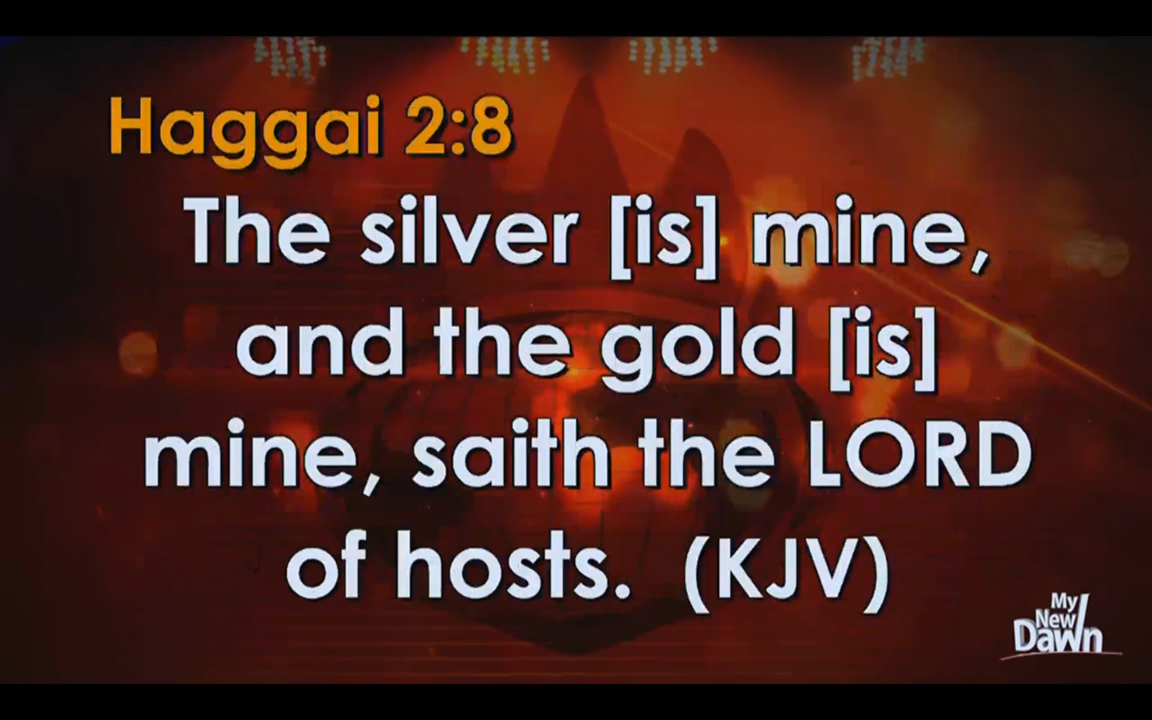 Haggai 2:8
The silver [is] mine,
and the gold [is]
mine, saith the LORD
of hosts.  (KJV)
My
New
Dawn